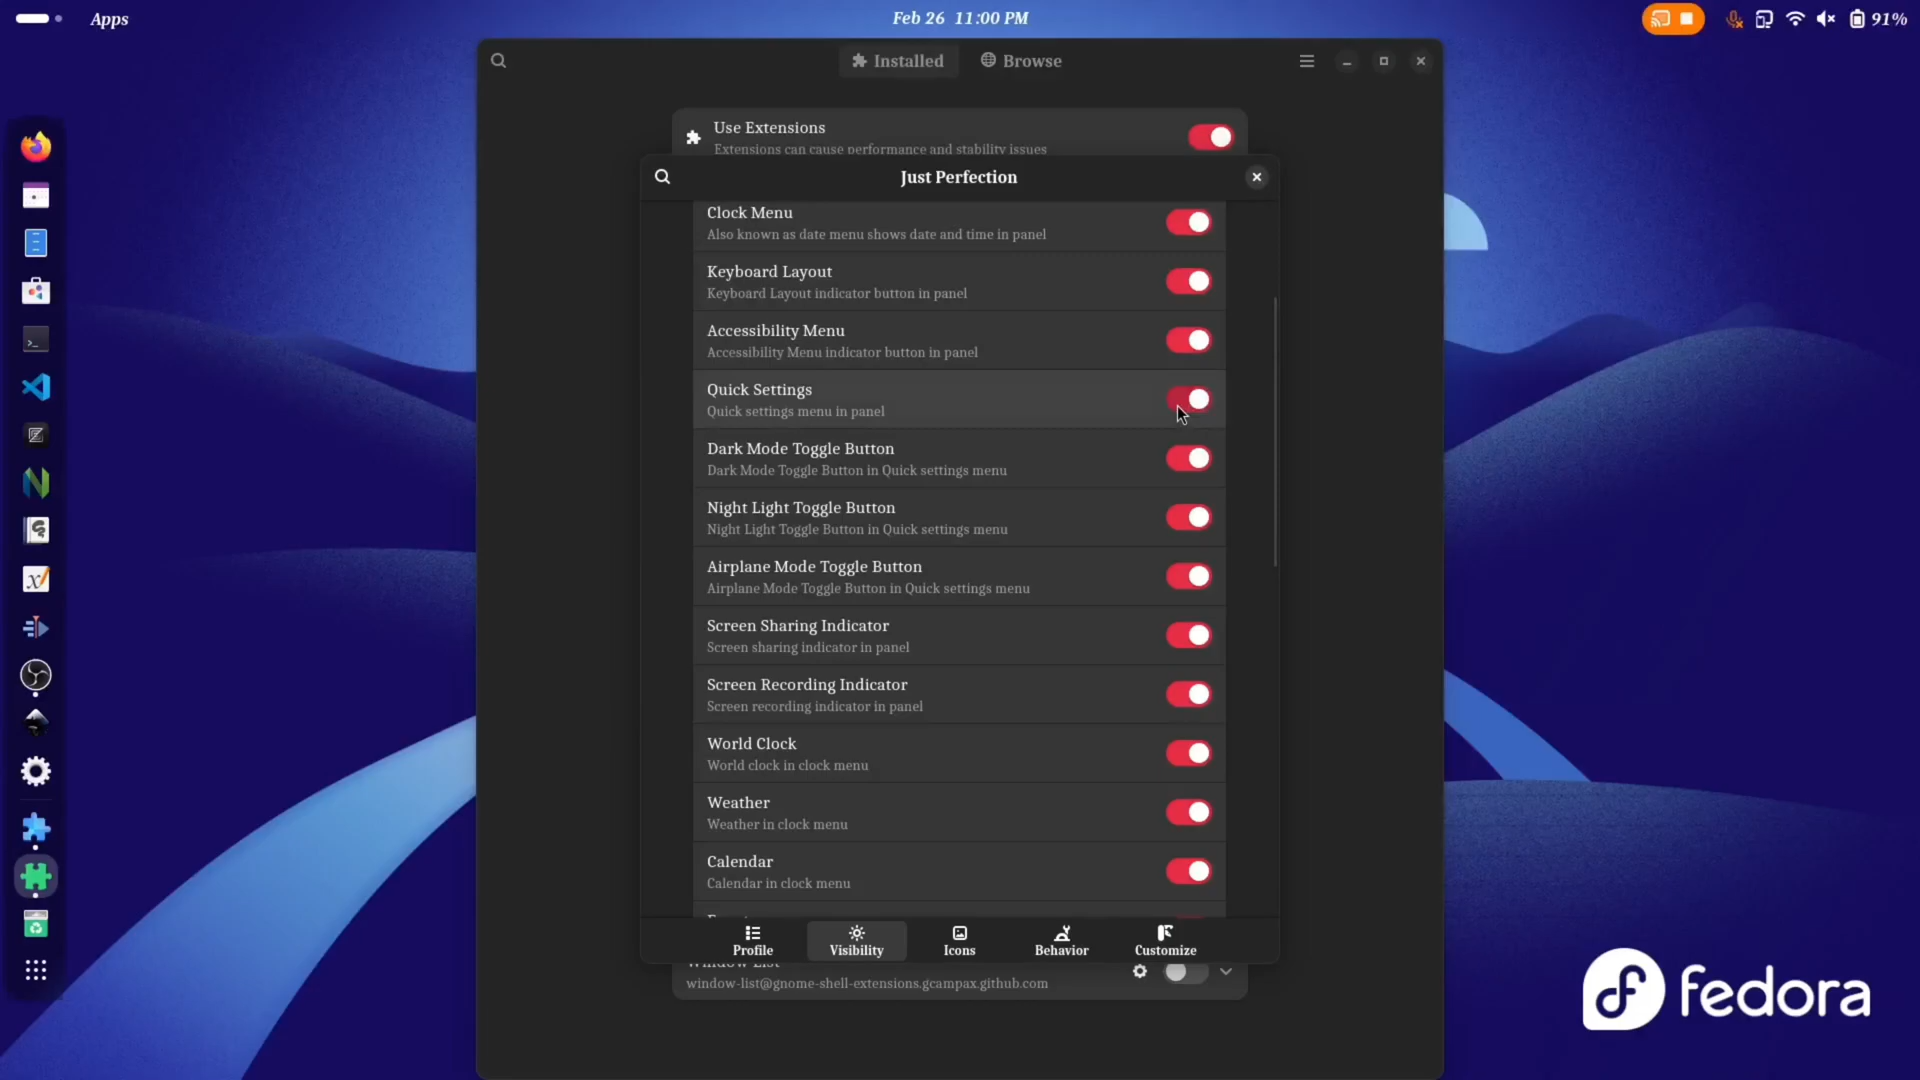 Apps
Feb 26 11:00 PM
91%
Installed
Browse
Use Extensions
Extensions can cause performance and stability issues
Just Perfection
Clock Menu
Also known as date menu shows date and time in panel
Keyboard Layout
Keyboard Layout indicator button in panel
Accessibility Menu
Accessibility Menu indicator button in panel
Quick Settings
Quick settings menu in panel
Dark Mode Toggle Button
Dark Mode Toggle Button in Quick settings menu
Night Light Toggle Button
Night Light Toggle Button in Quick settings menu
Airplane Mode Toggle Button
Airplane Mode Toggle Button in Quick settings menu
Screen Sharing Indicator
Screen sharing indicator in panel
Screen Recording Indicator
Screen recording indicator in panel
World Clock
World clock in clock menu
Weather
Weather in clock menu
Calendar
Calendar in clock menu
Profile
Visibility
Icons
Behavior
Customize
Window List
window-list@gnome-shell-extensions.gcampax.github.com
fedora